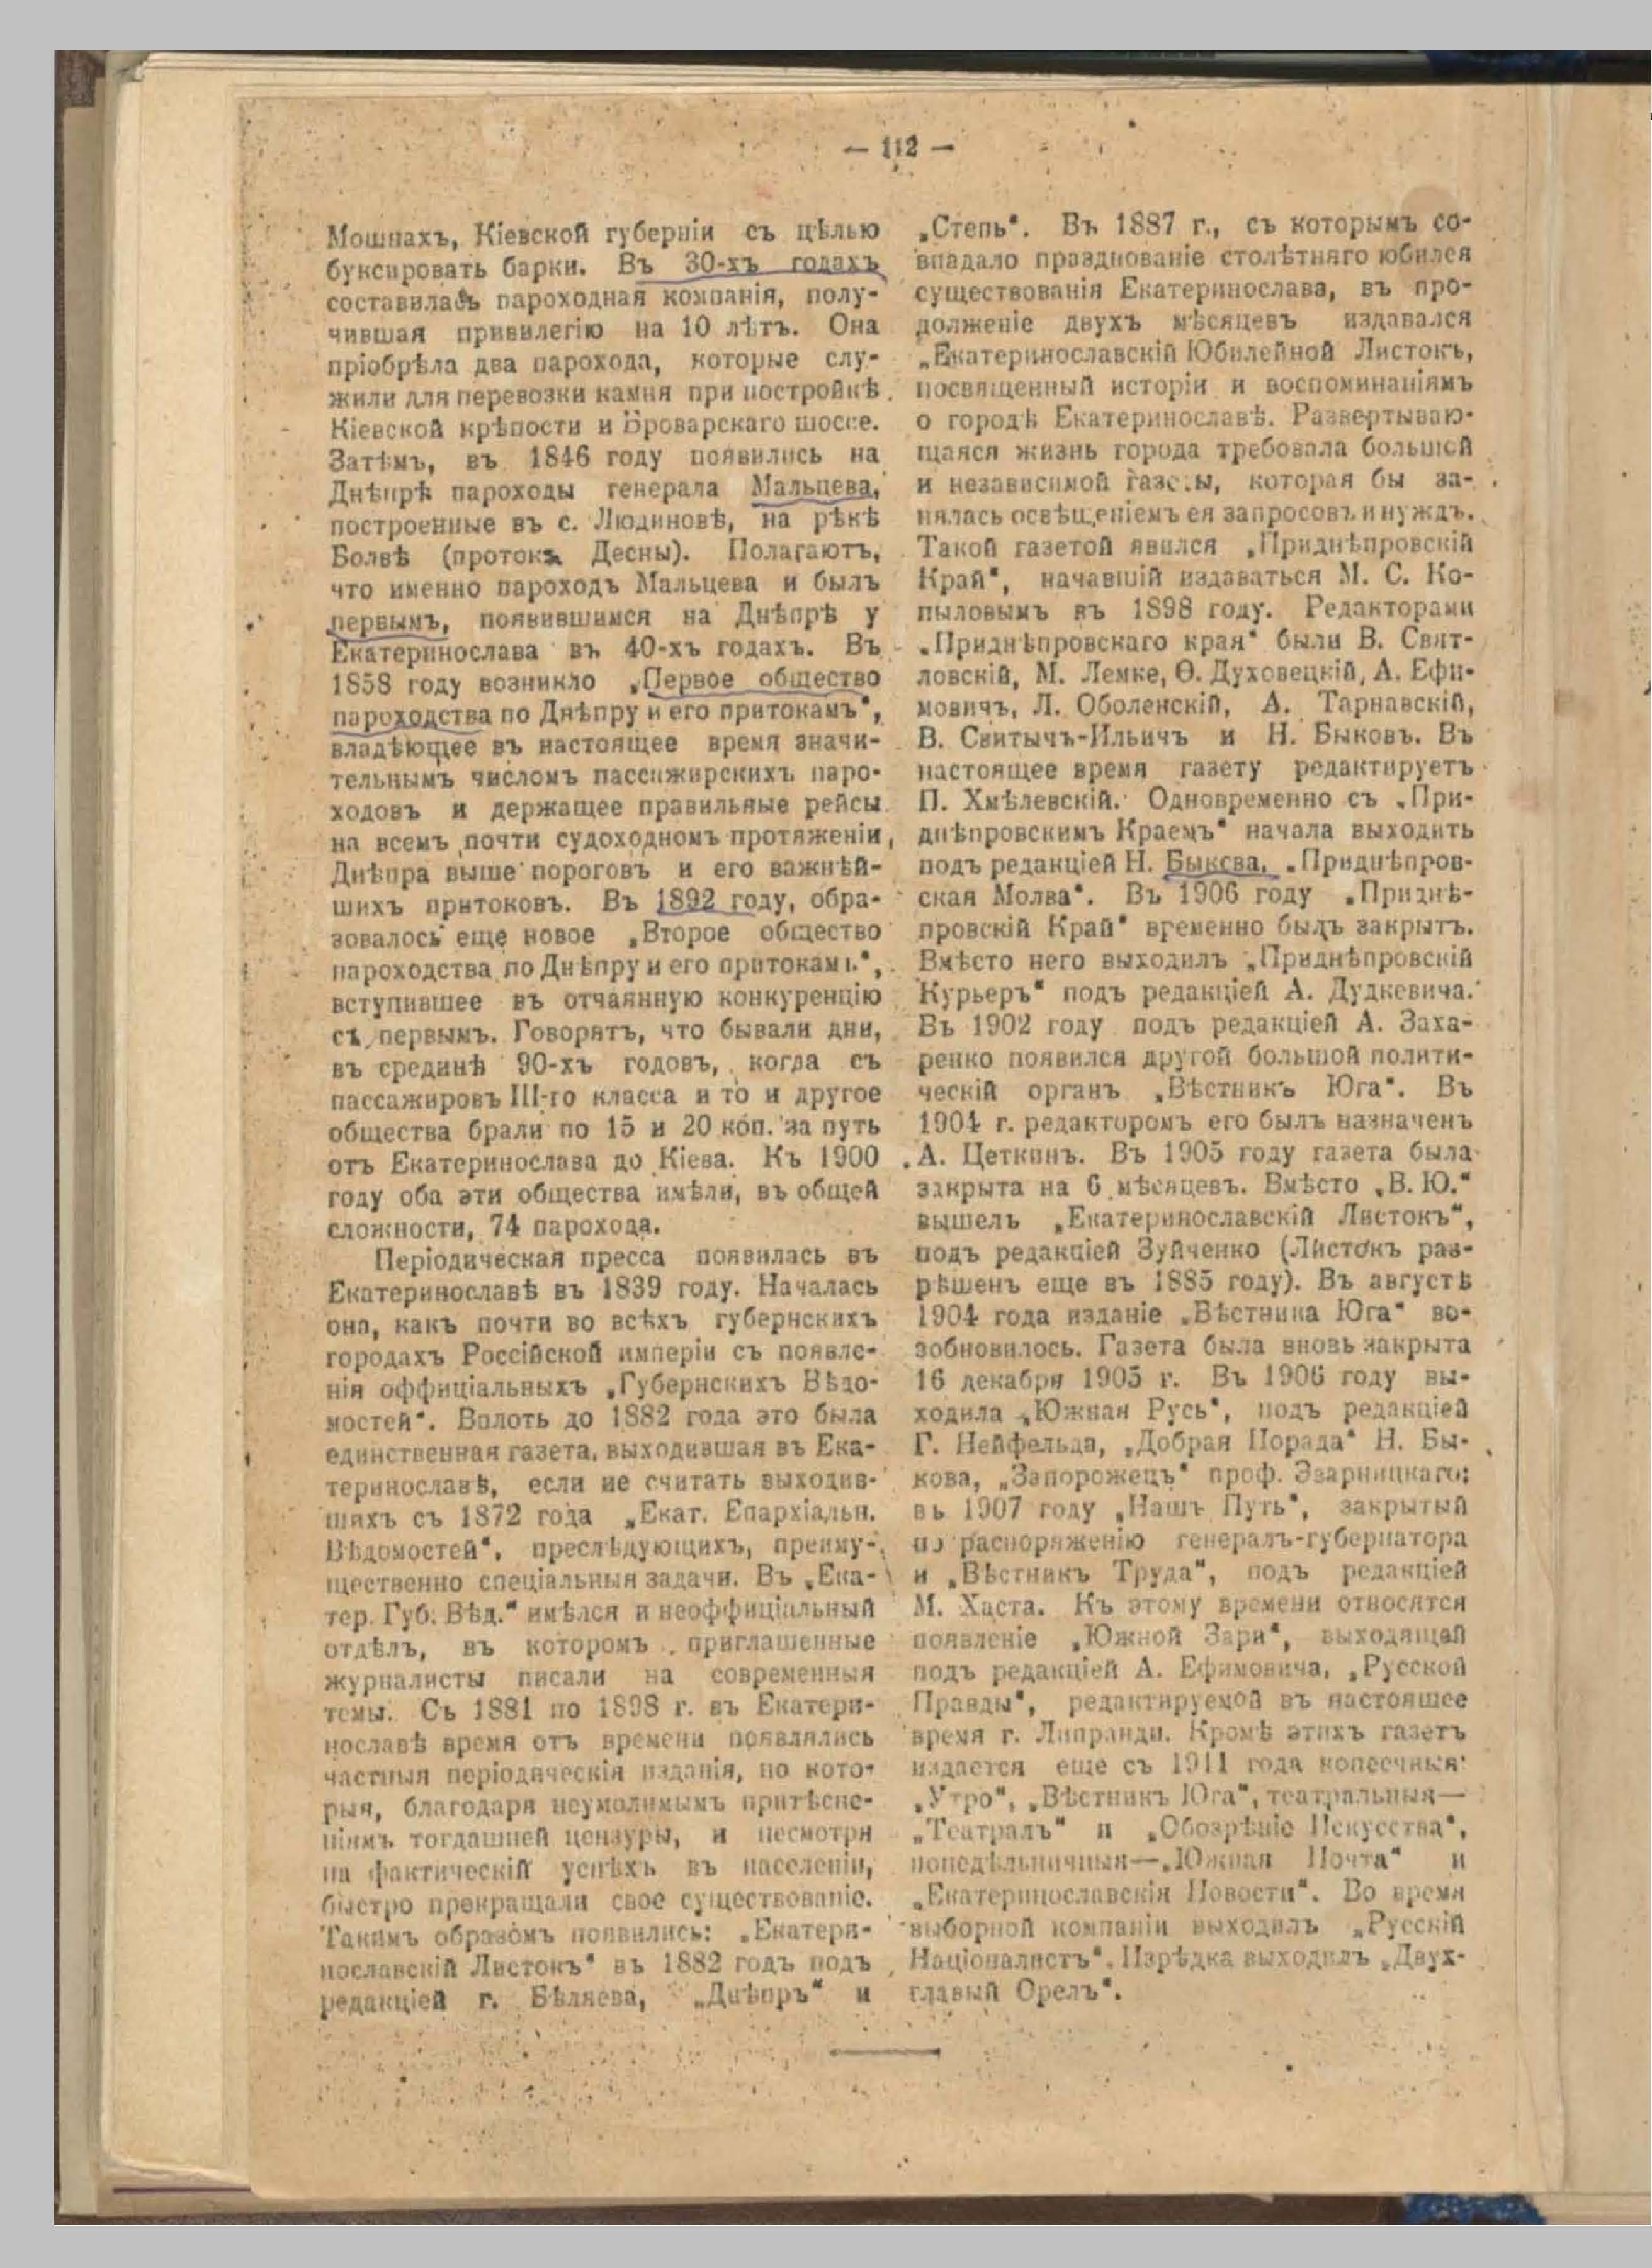 — 112 —
Мошнахъ, Кіевской губерніи съ цѣлью
буксировать барки. Въ 30-хъ годахъ
составилась пароходная компанія, полу-
чившая привилегію на 10 лѣтъ. Она
пріобрѣла два парохода, которые слу-
жили для перевозки камня при постройкѣ
Кіевской крѣпости и Броварскаго шоссе.
Затѣмъ, въ 1846 году появились на
Днѣпрѣ пароходы генерала Мальцева,
построенные въ с. Людиновѣ, на рѣкѣ
Болвѣ (протока Десны). Полагаютъ,
что именно пароходъ Мальцева и былъ
первымъ, появившимся на Днѣпрѣ у
Екатеринослава въ 40-хъ годахъ. Въ
1858 году возникло „Первое общество
пароходства по Днѣпру и его притокамъ“,
владѣющее въ настоящее время значи-
тельнымъ числомъ пассажирскихъ паро-
ходовъ и держащее правильные рейсы
на всемъ почти судоходномъ протяженіи
Днѣпра выше пороговъ и его важнѣй-
шихъ притоковъ. Въ 1892 году, обра-
зовалось еще новое „Второе общество
пароходства по Днѣпру и его притокамъ“,
вступившее въ отчаянную конкуренцію
съ первымъ. Говорятъ, что бывали дни,
въ срединѣ 90-хъ годовъ, когда съ
пассажировъ III-го класса и то и другое
общества брали по 15 и 20 коп. за путь
отъ Екатеринослава до Кіева. Къ 1900
году оба эти общества имѣли, въ общей
сложности, 74 парохода.
Періодическая пресса появилась въ
Екатеринославѣ въ 1839 году. Началась
она, какъ почти во всѣхъ губернскихъ
городахъ Россійской имперіи съ появле-
нія оффиціальныхъ „Губернскихъ Вѣдо-
мостей“. Вплоть до 1882 года это была
единственная газета, выходившая въ Ека-
теринославѣ, если не считать выходив-
шихъ съ 1872 года „Екат. Епархіальн.
Вѣдомостей“, преслѣдующихъ, преиму-
щественно спеціальныя задачи. Въ „Ека-
тер. Губ. Вѣд.“ имѣлся и неоффиціальный
отдѣлъ, въ которомъ приглашенные
журналисты писали на современныя
темы. Съ 1881 по 1898 г. въ Екатери-
нославѣ время отъ времени появлялись
частныя періодическія изданія, но кото-
рыя, благодаря неумолимымъ притѣсне-
ніямъ тогдашней цензуры, и несмотря
на фактическій успѣхъ въ населеніи,
быстро прекращали свое существованіе.
Такимъ образомъ появились: „Екатери-
нославскій Листокъ“ въ 1882 годъ подъ
редакціей г. Бѣляева, „Днѣпръ“ и
„Степь“. Въ 1887 г., съ которымъ со-
впадало празднованіе столѣтняго юбилея
существованія Екатеринослава, въ про-
долженіе двухъ мѣсяцевъ издавался
„Екатеринославскій Юбилейной Листокъ,
посвященный исторіи и воспоминаніямъ
о городѣ Екатеринославѣ. Развертываю-
щаяся жизнь города требовала большой
и независимой газеты, которая бы за-
нялась освѣщеніемъ ея запросовъ и нуждъ.
Такой газетой явился „Приднѣпровскій
Край“, начавшій издаваться М. С. Ко-
пыловымъ въ 1898 году. Редакторами
„Приднѣпровскаго края“ были В. Свят-
ловскій, М. Лемке, Ѳ. Духовецкій, А. Ефи-
мовичъ, Л. Оболенскій, А. Тарнавскій,
В. Свитычъ-Ильичъ и Н. Быковъ. Въ
настоящее время газету редактируетъ
П. Хмѣлевскій. Одновременно съ „При-
днѣпровскимъ Краемъ“ начала выходить
подъ редакціей Н. Быкова, „Приднѣпров-
ская Молва“. Въ 1906 году „Приднѣ-
провскій Край“ временно былъ закрытъ.
Вмѣсто него выходилъ „Приднѣпровскій
Курьеръ“ подъ редакціей А. Дудкевича.
Въ 1902 году подъ редакціей А. Заха-
ренко появился другой большой полити-
ческій органъ „Вѣстникъ Юга“. Въ
1904 г. редакторомъ его былъ назначенъ
А. Цеткинъ. Въ 1905 году газета была
закрыта на 6 мѣсяцевъ. Вмѣсто „В. Ю.“
вышелъ „Екатеринославскій Листокъ“,
подъ редакціей Зуйченко (Листокъ раз-
рѣшенъ еще въ 1885 году). Въ августѣ
1904 года изданіе „Вѣстника Юга“ во-
зобновилось. Газета была вновь закрыта
16 декабря 1905 г. Въ 1906 году вы-
ходила „Южная Русь“, подъ редакціей
Г. Нейфельда, „Добрая Порада“ Н. Бы-
кова, „Запорожецъ“ проф. Эварницкаго;
въ 1907 году „Нашъ Путь“, закрытый
по распоряженію генералъ-губернатора
и „Вѣстникъ Труда“, подъ редакціей
М. Хаста. Къ этому времени относятся
появленіе „Южной Зари“, выходящей
подъ редакціей А. Ефимовича, „Русской
Правды“, редактируемой въ настоящее
время г. Липранди. Кромѣ этихъ газетъ
издается еще съ 1911 года копеечныя
„Утро“, „Вѣстникъ Юга“, театральныя—
„Театралъ“ и „Обозрѣніе Искусства“,
понедѣльничныя—„Южная Почта“ и
„Екатеринославскія Новости“. Во время
выборной компаніи выходилъ „Русскій
Націоналистъ“. Изрѣдка выходилъ „Двух-
главый Орелъ“.